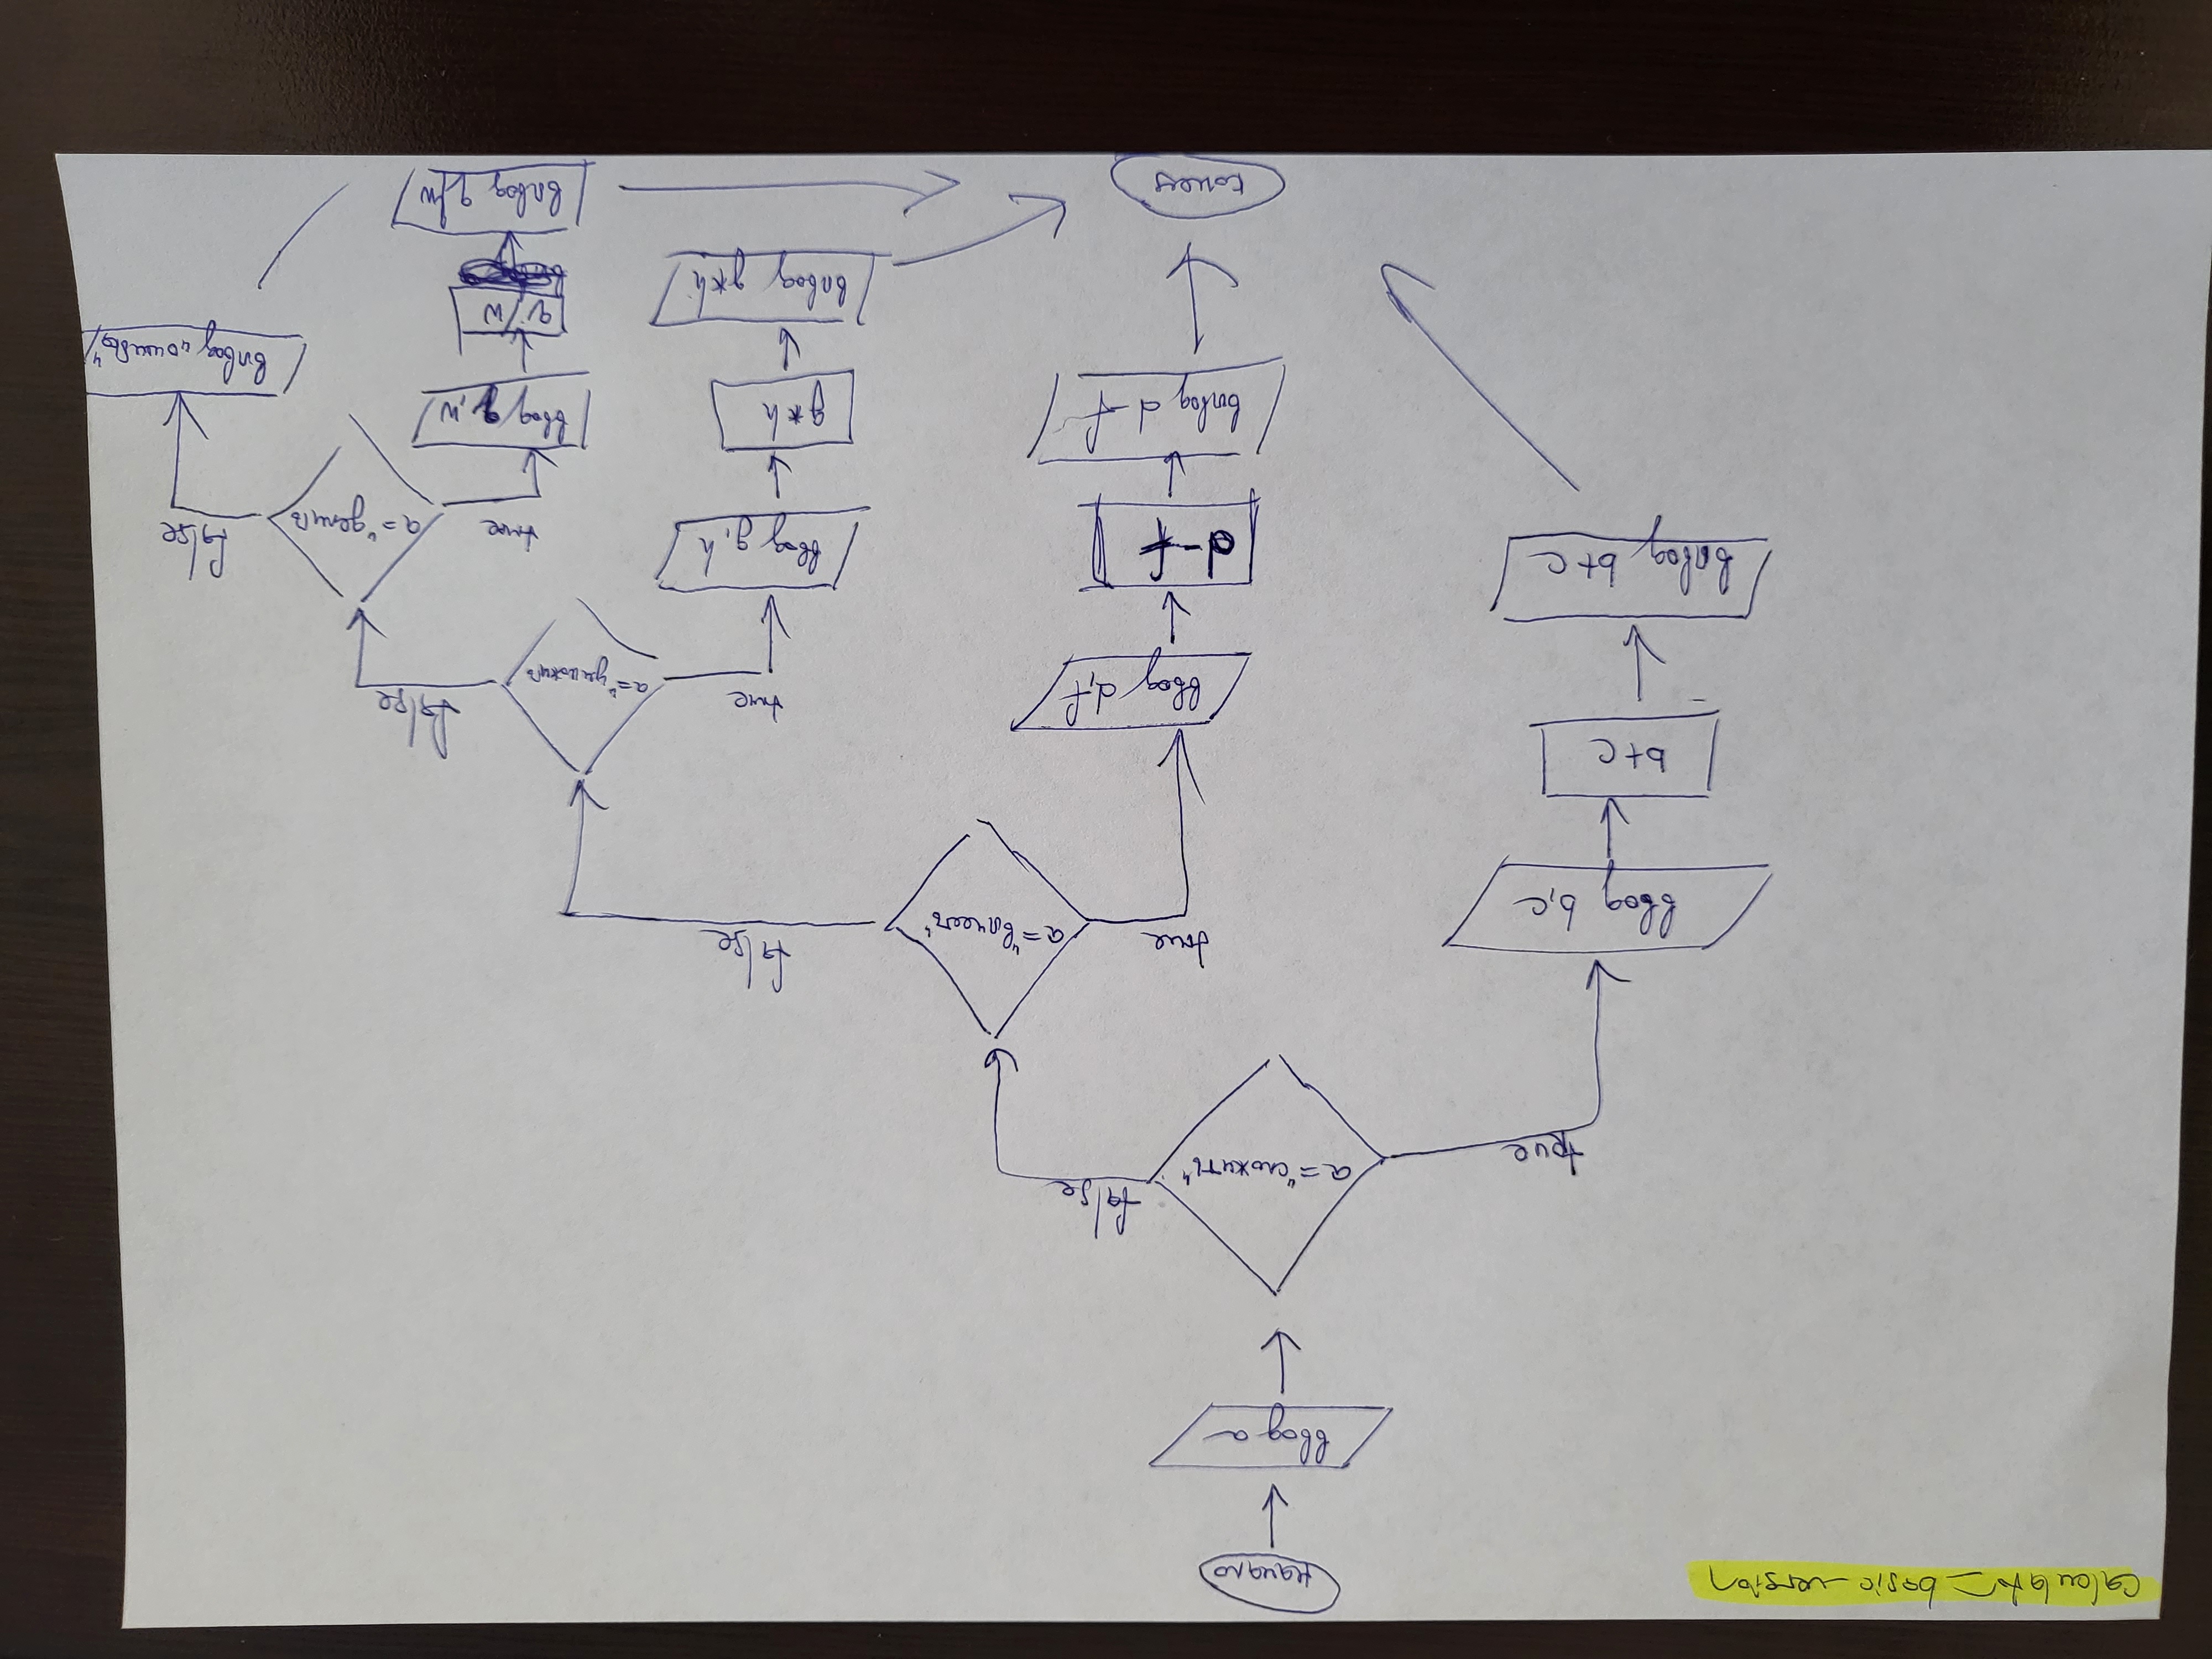 Calculator_basic_version
начало
ввод a
a="сложить"
true
false
ввод b,c
b+c
вывод b+c
a="вычесть"
true
false
ввод d,f
d-f
вывод d-f
a="умножить
true
false
ввод g,h
g*h
вывод g*h
a="делить
true
false
ввод q,w
q/w
вывод q/w
вывод "ошибка"
конец